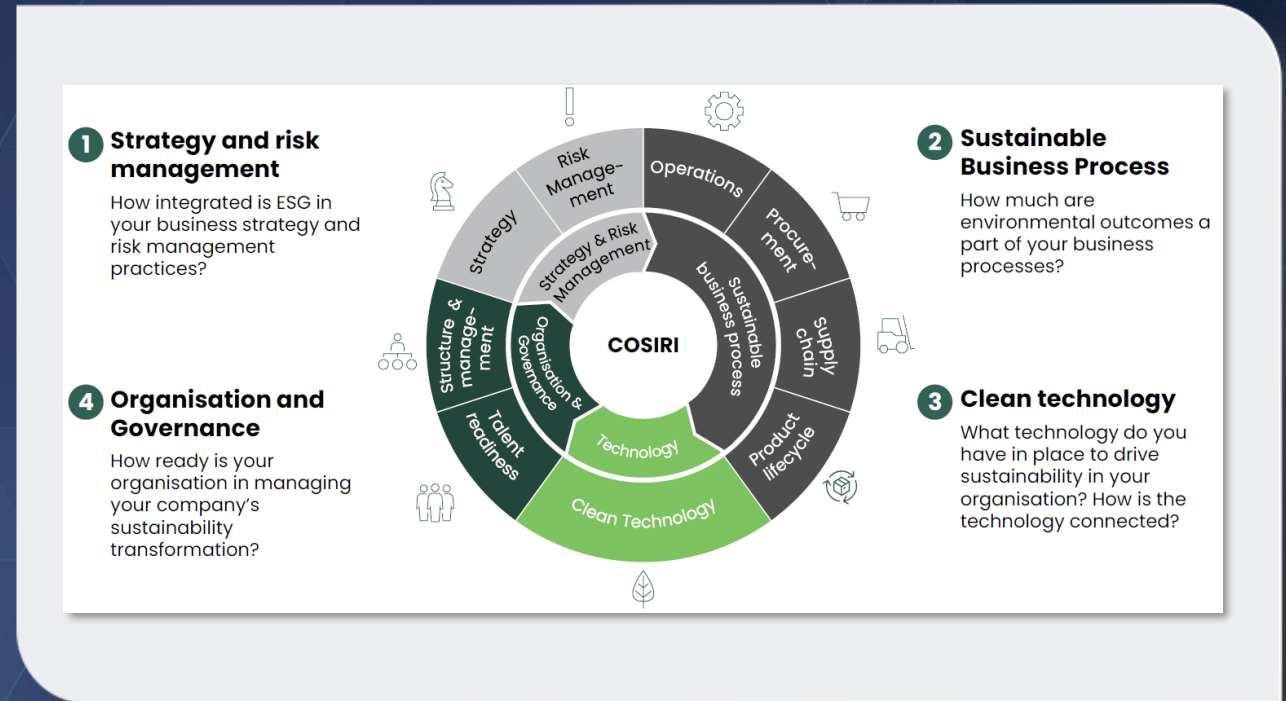 1 Strategy and risk
management
How integrated is ESG in
your business strategy and
risk management
practices?
2 Sustainable
Business Process
How much are
environmental outcomes a
part of your business
processes?
3 Clean technology
What technology do you
have in place to drive
sustainability in your
organisation? How is the
technology connected?
4 Organisation and
Governance
How ready is your
organisation in managing
your company's
sustainability
transformation?
COSIRI
Strategy & Risk
Management
Sustainable
business process
Technology
Organisation &
Governance
Strategy
Risk
Manage-
ment
Operations
Procure-
ment
Supply
chain
Product
lifecycle
Clean Technology
Talent
readiness
Structure &
manage-
ment